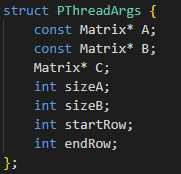 struct PThreadArgs {
    const Matrix* A;
    const Matrix* B;
    Matrix* C;
    int sizeA;
    int sizeB;
    int startRow;
    int endRow;
};